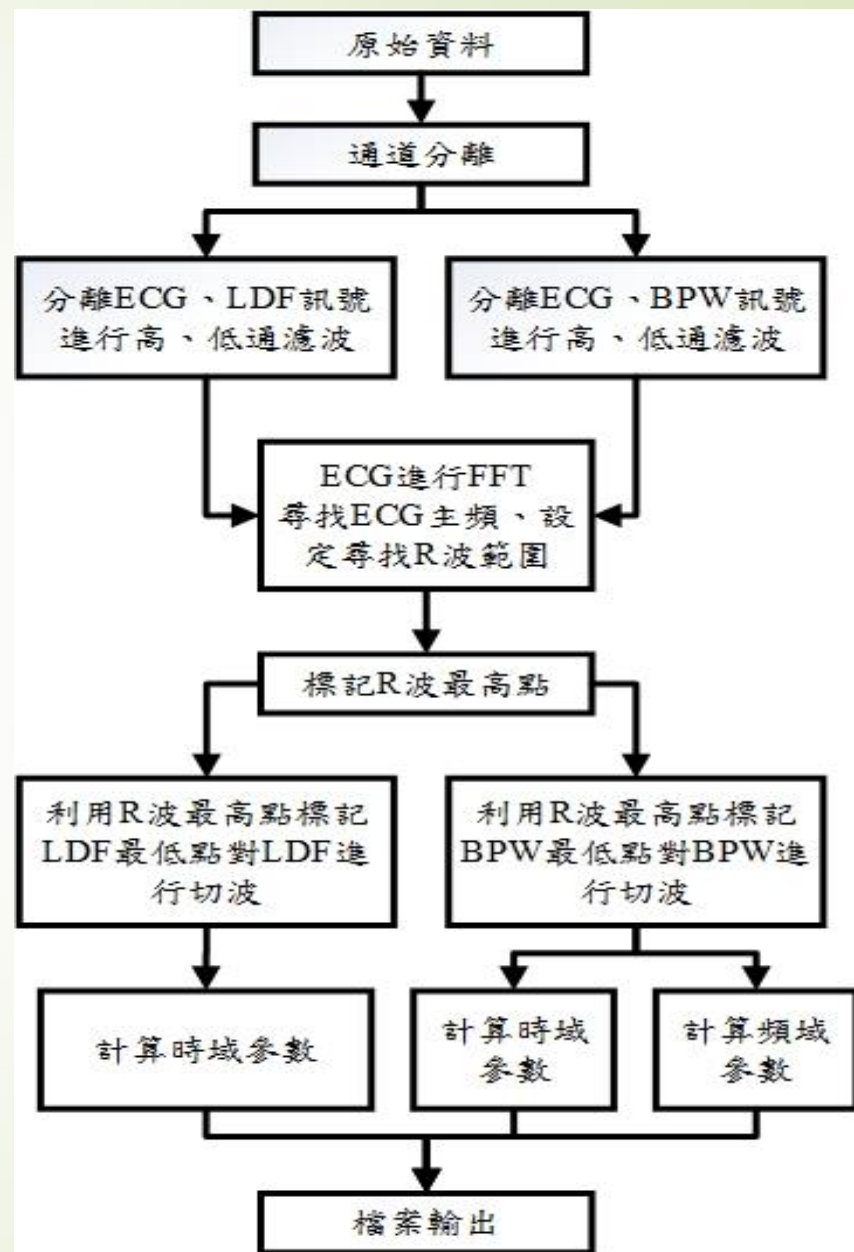 原始資料
通道分離
分離ECG、LDF訊號
進行高、低通濾波
分離ECG、BPW訊號
進行高、低通濾波
ECG進行FFT
尋找ECG主頻、設
定尋找R波範圍
標記R波最高點
利用R波最高點標記
LDF最低點對LDF進
行切波
利用R波最高點標記
BPW最低點對BPW進
行切波
計算時域參數
計算時域
參數
計算頻域
參數
檔案輸出